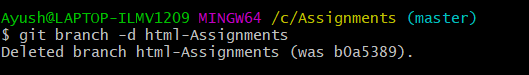 Ayush@LAPTOP-ILMV1209 MINGW64 /c/Assignments (master)
$ git branch -d html-Assignments
Deleted branch html-Assignments (was b0a5389).